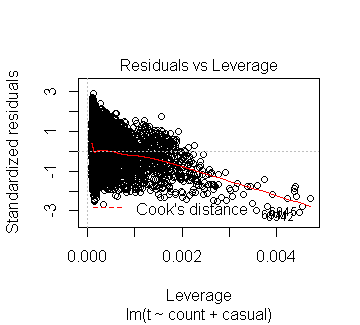 Residuals vs Leverage
Standardized residuals
3
1
-1
-3
Cook's distance
0.000
0.002
0.004
Leverage
lm(t ~ count + casual)